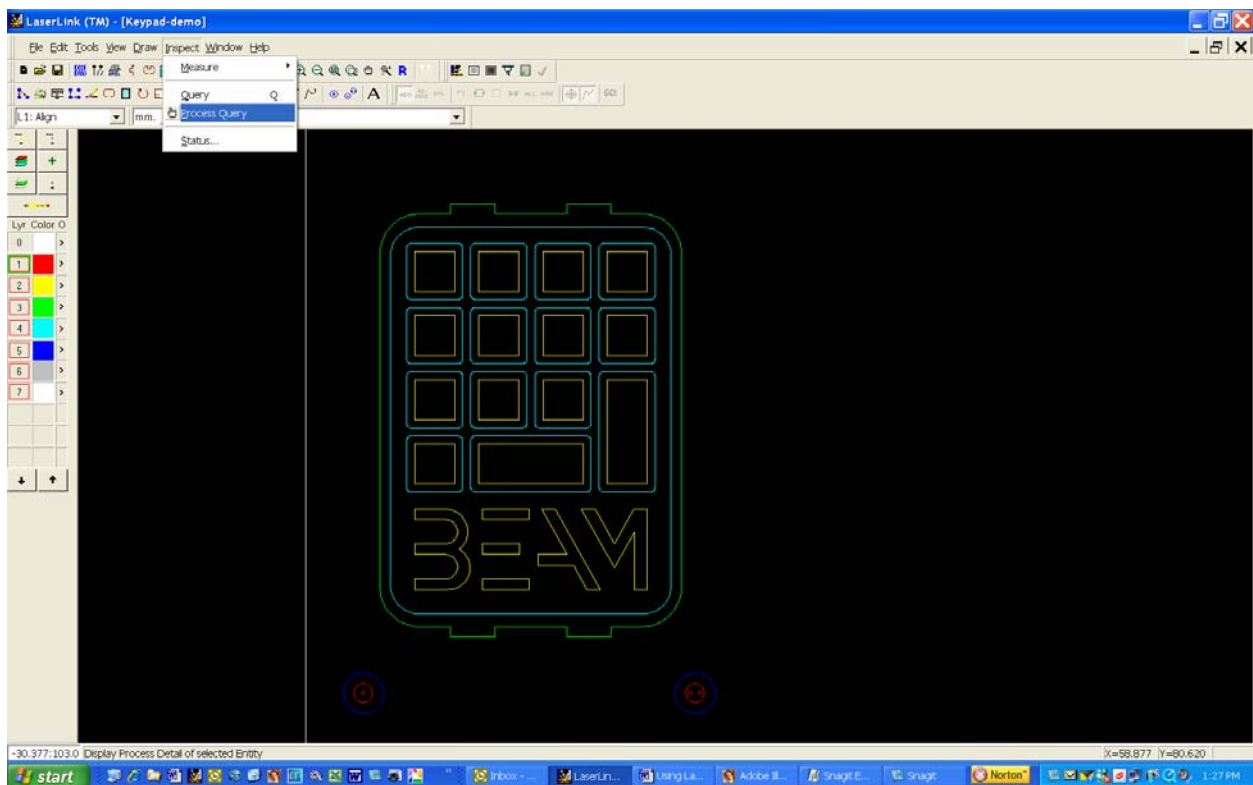 LaserLink (TM) - [Keypad-demo]
File Edit Tools View Draw Inspect Window Help
Measure
Query Q
Process Query
Status...
R
A
L1: Align mm.
Lyr Color O
0
1
2
3
4
5
6
7
BEAM
-30.377:103.0 Display Process Detail of selected Entity X=58.877 Y=80.620
start Inbox - ... LaserLin... Using La... Adobe Ill... SnagIt E... SnagIt Norton™ 1:27 PM